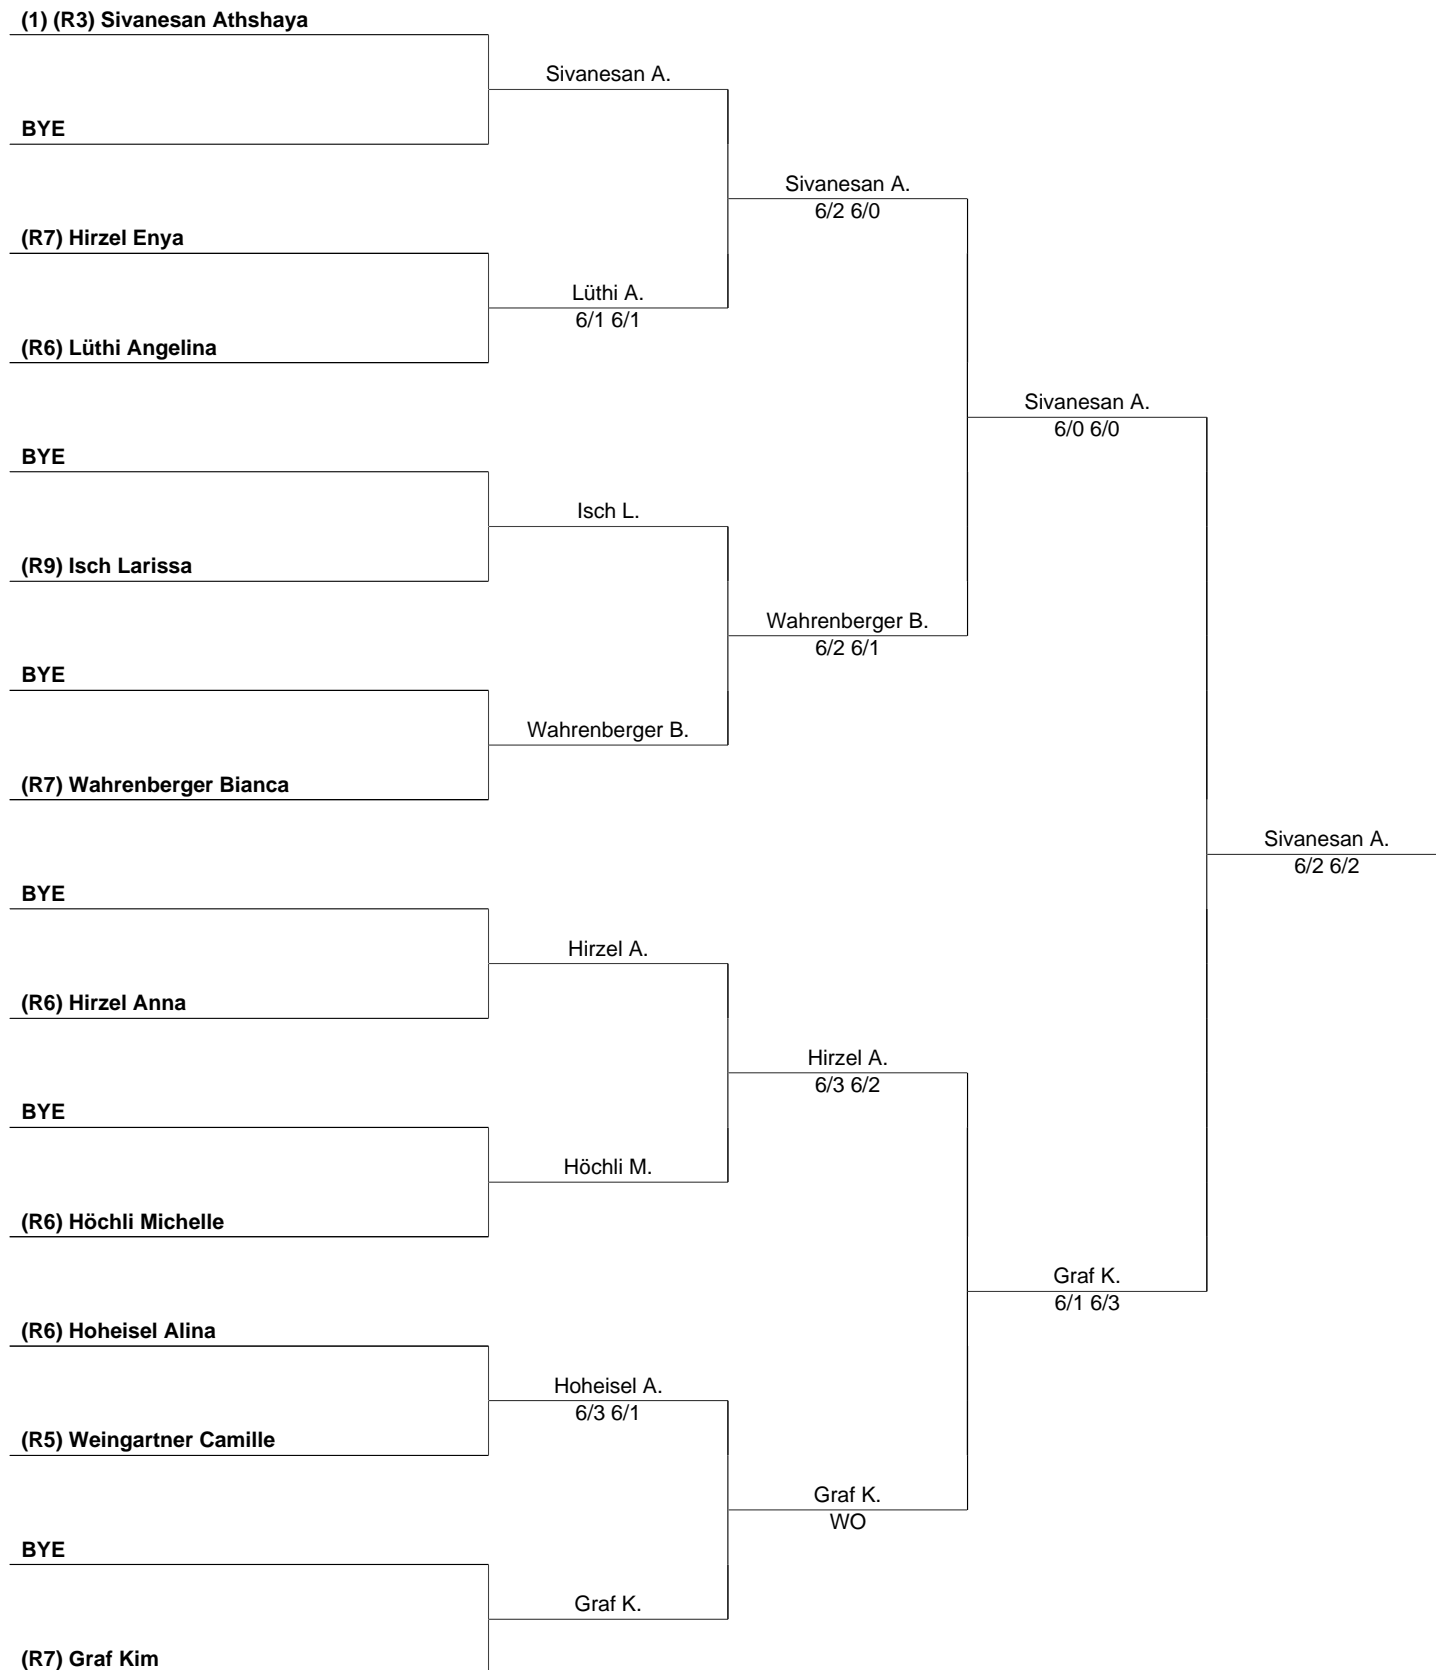 (1) (R3) Sivanesan Athshaya
Sivanesan A.
BYE
Sivanesan A.
6/2 6/0
(R7) Hirzel Enya
Lüthi A.
6/1 6/1
(R6) Lüthi Angelina
Sivanesan A.
6/0 6/0
BYE
Isch L.
(R9) Isch Larissa
Wahrenberger B.
6/2 6/1
BYE
Wahrenberger B.
(R7) Wahrenberger Bianca
Sivanesan A.
6/2 6/2
BYE
Hirzel A.
(R6) Hirzel Anna
Hirzel A.
6/3 6/2
BYE
Höchli M.
(R6) Höchli Michelle
Graf K.
6/1 6/3
(R6) Hoheisel Alina
Hoheisel A.
6/3 6/1
(R5) Weingartner Camille
Graf K.
WO
BYE
Graf K.
(R7) Graf Kim